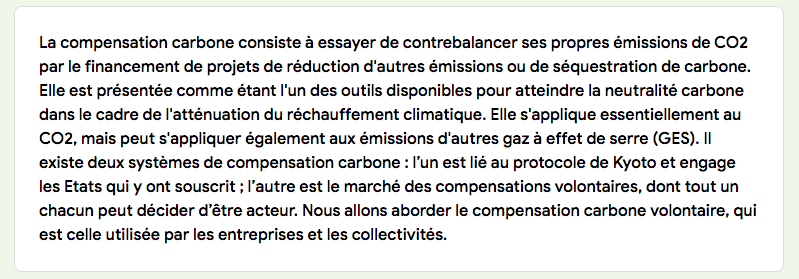 La compensation carbone consiste à essayer de contrebalancer ses propres émissions de CO2
par le financement de projets de réduction d'autres émissions ou de séquestration de carbone.
Elle est présentée comme étant l'un des outils disponibles pour atteindre la neutralité carbone
dans le cadre de l'atténuation du réchauffement climatique. Elle s'applique essentiellement au
CO2, mais peut s'appliquer également aux émissions d'autres gaz à effet de serre (GES). Il
existe deux systèmes de compensation carbone : l’un est lié au protocole de Kyoto et engage
les Etats qui y ont souscrit ; l’autre est le marché des compensations volontaires, dont tout un
chacun peut décider d’être acteur. Nous allons aborder le compensation carbone volontaire, qui
est celle utilisée par les entreprises et les collectivités.